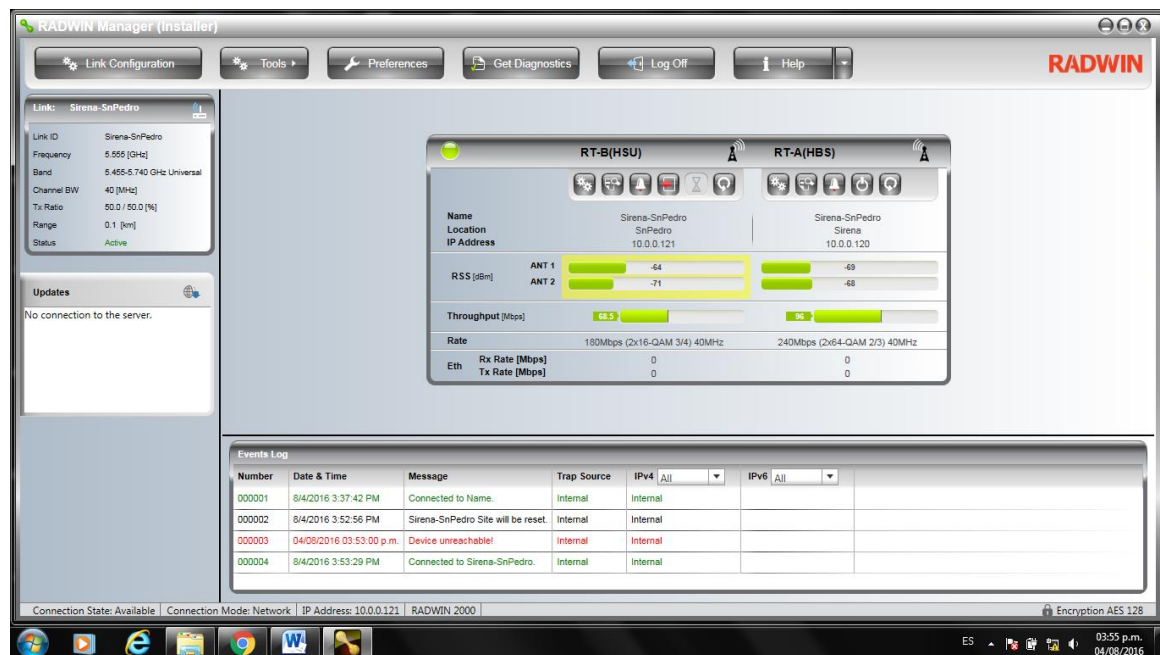 RADWIN Manager (Installer)
Link Configuration
Tools
Preferences
Get Diagnostics
Log Off
Help
RADWIN
Link: Sirena-SnPedro
Link ID Sirena-SnPedro
Frequency 5.555 [GHz]
Band 5.455-5.740 GHz Universal
Channel BW 40 [MHz]
Tx Ratio 50.0 / 50.0 [%]
Range 0.1 [km]
Status Active
Updates
No connection to the server.
RT-B(HSU) RT-A(HBS)
Name Sirena-SnPedro Sirena-SnPedro
Location SnPedro Sirena
IP Address 10.0.0.121 10.0.0.120
RSS [dBm]
ANT 1 -64 -69
ANT 2 -71 -68
Throughput [Mbps] 68.5 96
Rate 180Mbps (2x16-QAM 3/4) 40MHz 240Mbps (2x64-QAM 2/3) 40MHz
Eth
Rx Rate [Mbps] 0 0
Tx Rate [Mbps] 0 0
Events Log
Number Date & Time Message Trap Source IPv4 All IPv6 All
000001 8/4/2016 3:37:42 PM Connected to Name. Internal Internal
000002 8/4/2016 3:52:56 PM Sirena-SnPedro Site will be reset. Internal Internal
000003 04/08/2016 03:53:00 p.m. Device unreachable! Internal Internal
000004 8/4/2016 3:53:29 PM Connected to Sirena-SnPedro. Internal Internal
Connection State: Available Connection Mode: Network IP Address: 10.0.0.121 RADWIN 2000 Encryption AES 128
ES 03:55 p.m.
04/08/2016